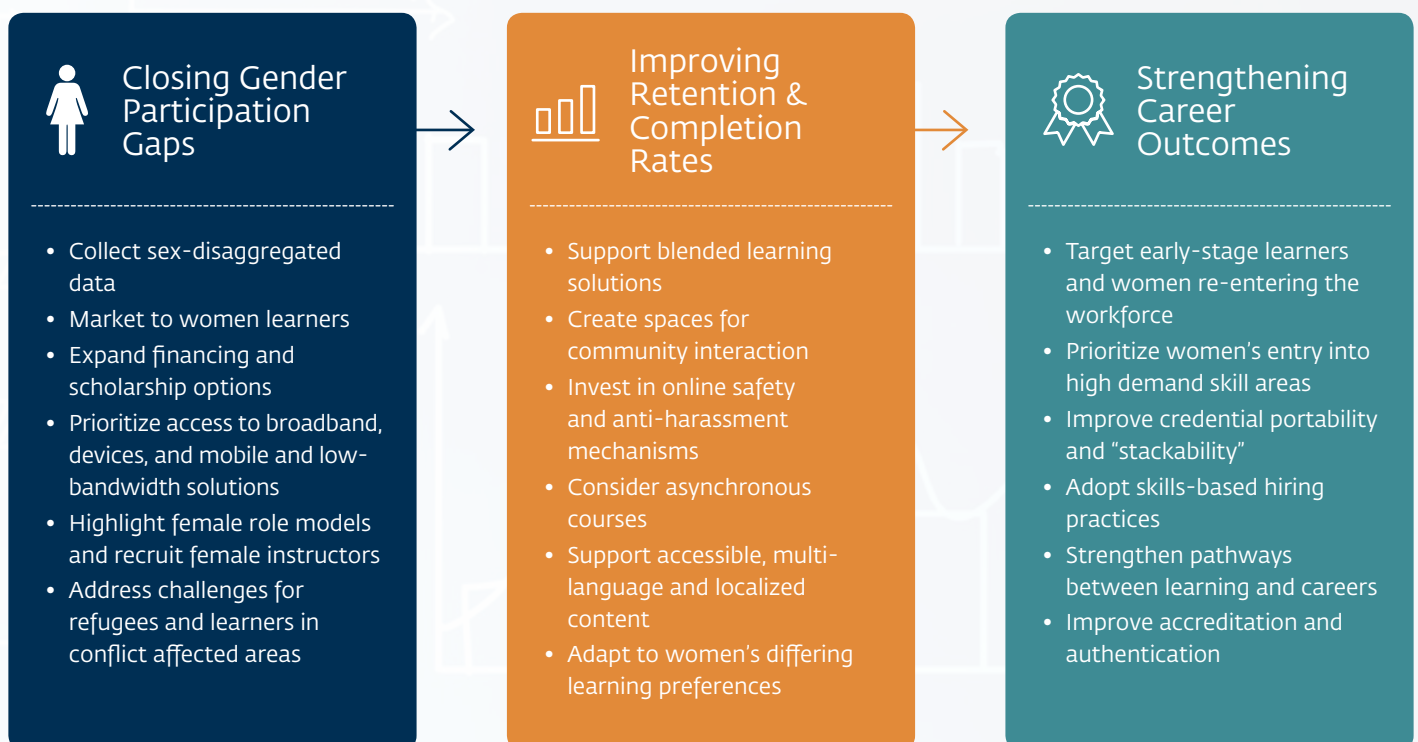 Closing Gender
Participation
Gaps
• Collect sex-disaggregated
data
• Market to women learners
• Expand financing and
scholarship options
• Prioritize access to broadband,
devices, and mobile and low-
bandwidth solutions
• Highlight female role models
and recruit female instructors
• Address challenges for
refugees and learners in
conflict affected areas
Improving
Retention &
Completion
Rates
• Support blended learning
solutions
• Create spaces for
community interaction
• Invest in online safety
and anti-harassment
mechanisms
• Consider asynchronous
courses
• Support accessible, multi-
language and localized
content
• Adapt to women’s differing
learning preferences
Strengthening
Career
Outcomes
• Target early-stage learners
and women re-entering the
workforce
• Prioritize women’s entry into
high demand skill areas
• Improve credential portability
and “stackability”
• Adopt skills-based hiring
practices
• Strengthen pathways
between learning and careers
• Improve accreditation and
authentication